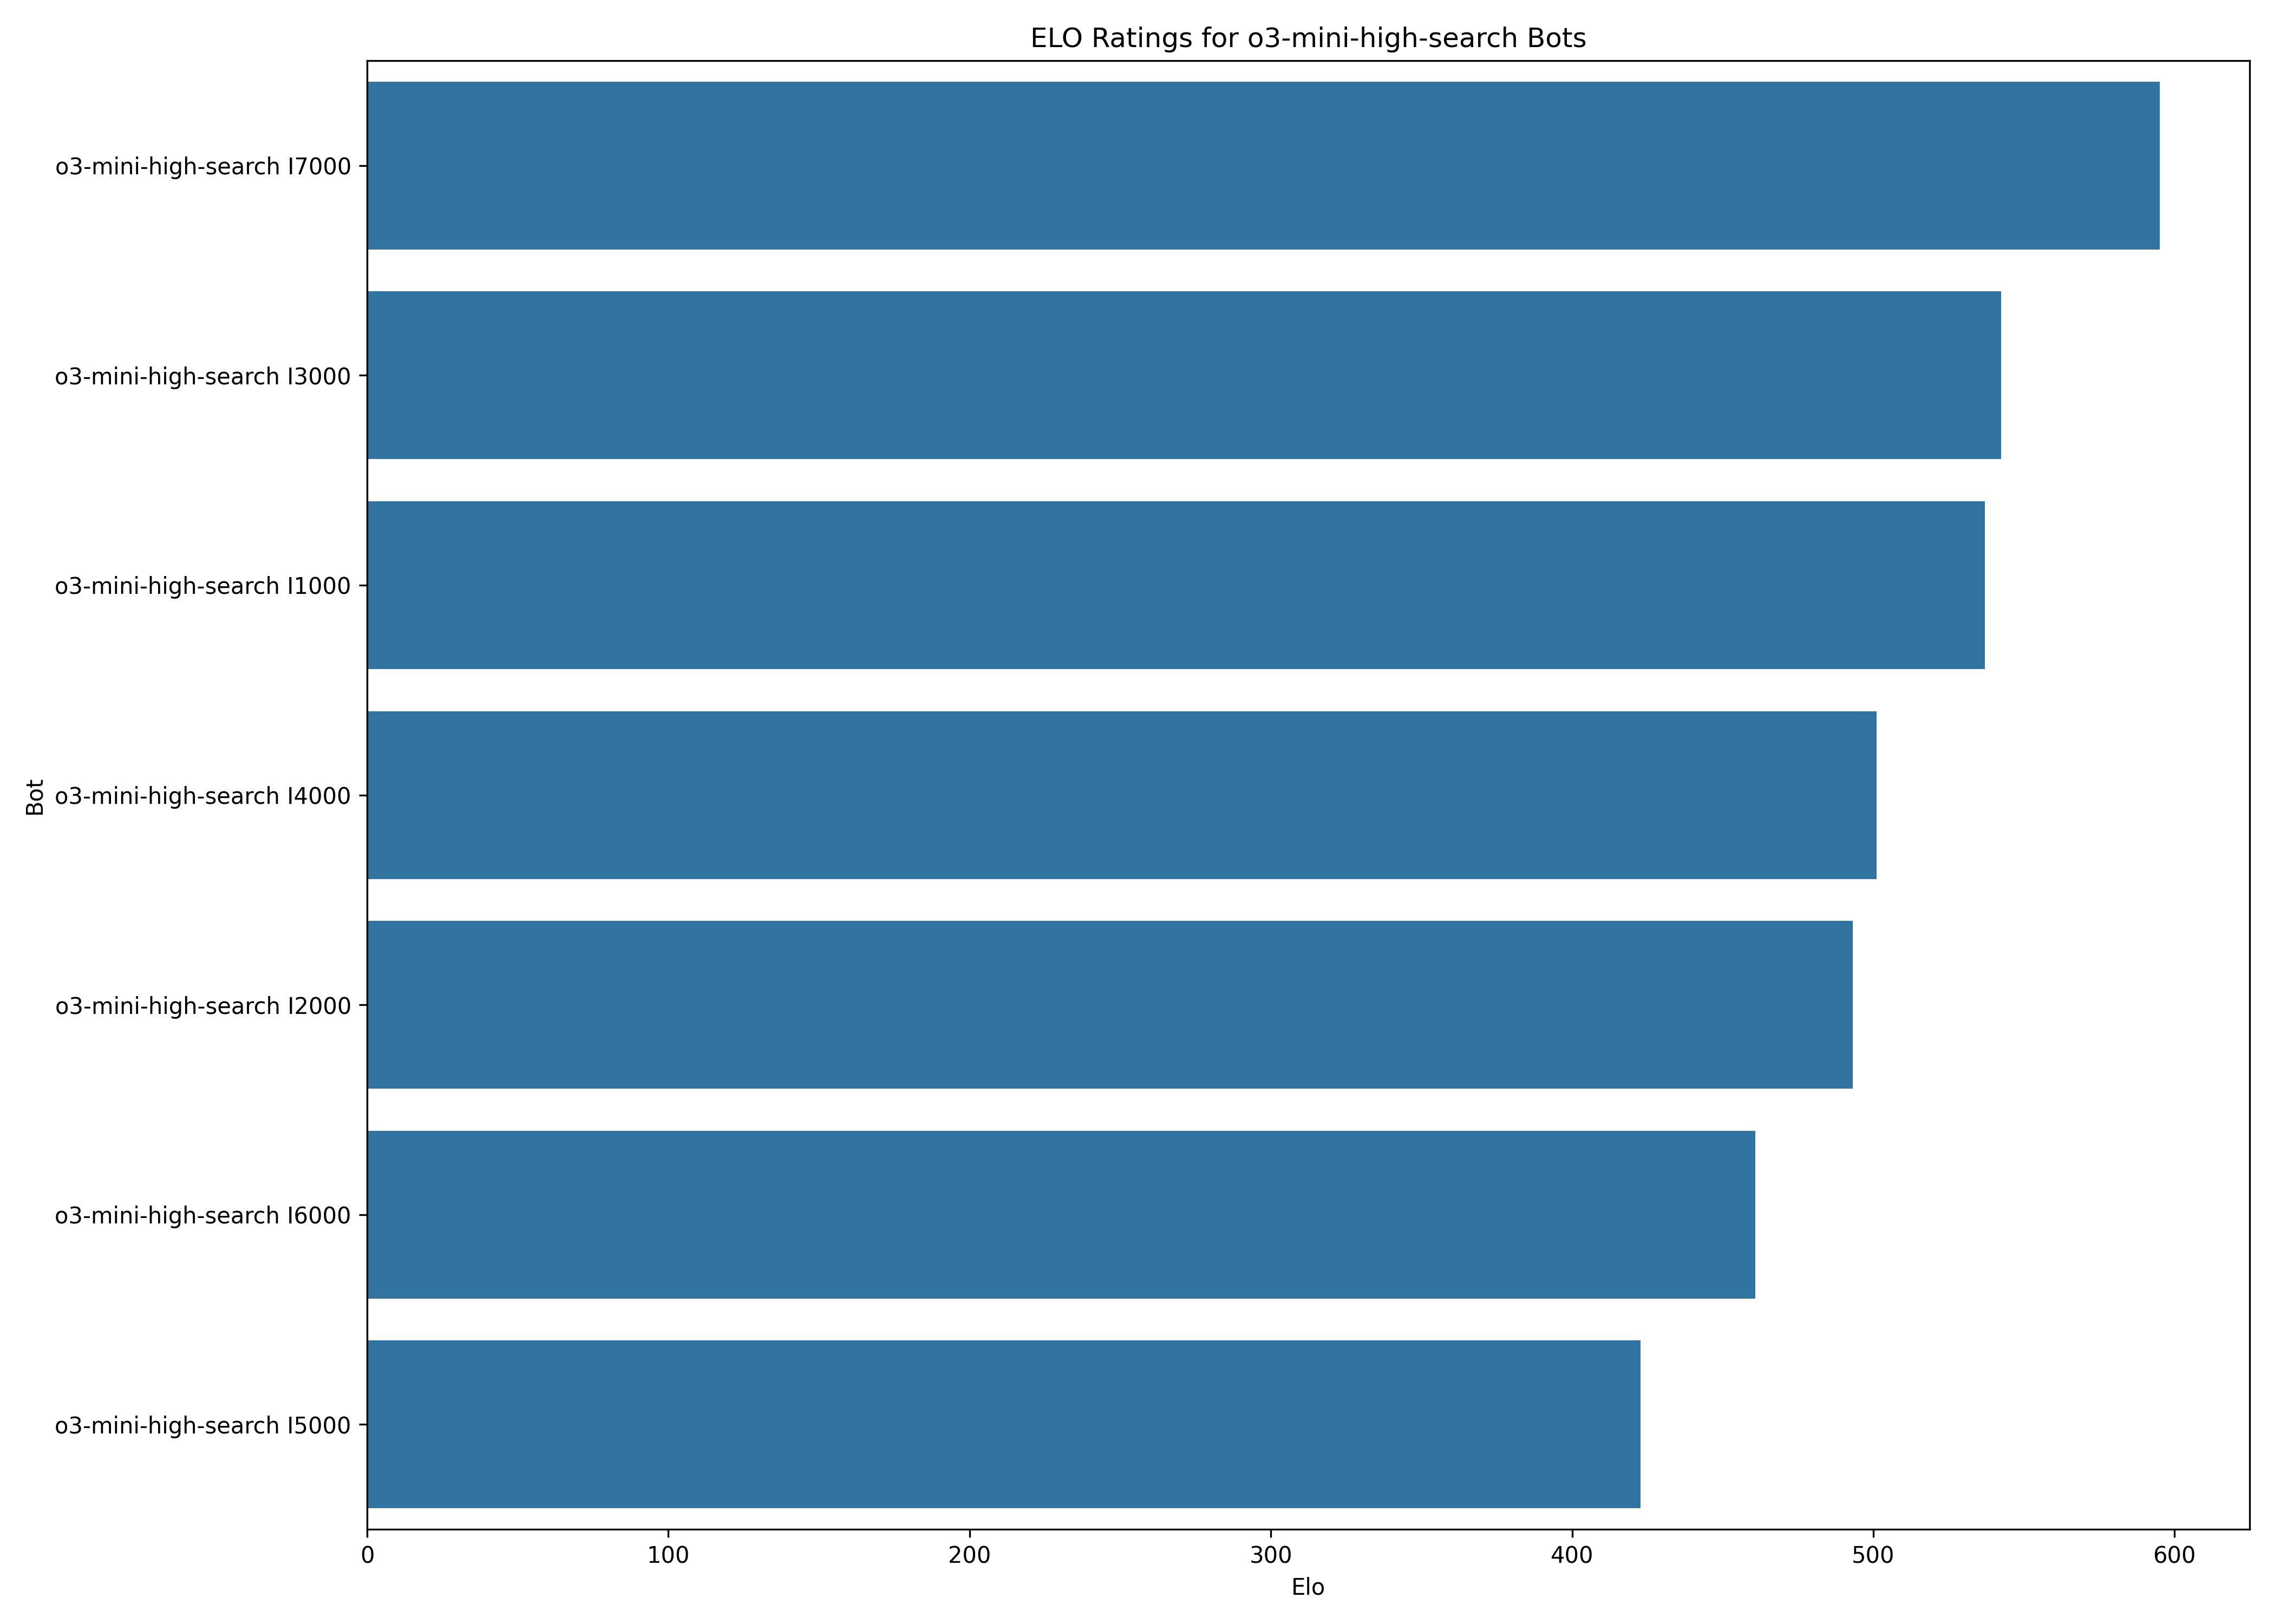 ELO Ratings for o3-mini-high-search Bots
o3-mini-high-search I7000
o3-mini-high-search I3000
o3-mini-high-search I1000
o3-mini-high-search I4000
o3-mini-high-search I2000
o3-mini-high-search I6000
o3-mini-high-search I5000
Bot
0 100 200 300 400 500 600
Elo